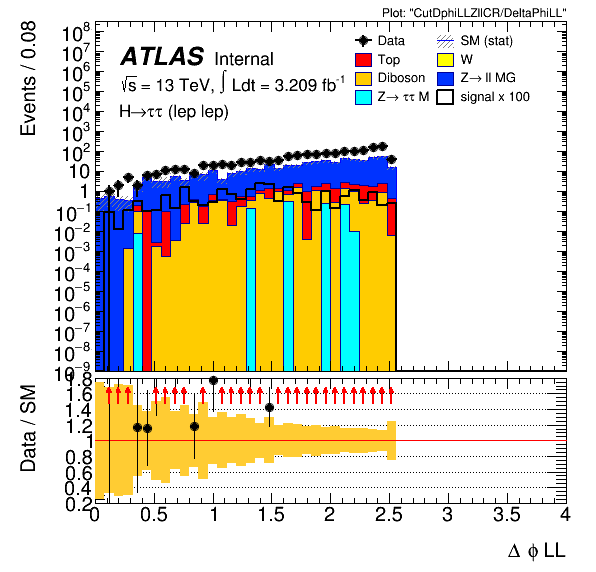 Plot: "CutDphiLLZllCR/DeltaPhiLL"
ATLAS Internal
√s = 13 TeV, ∫ Ldt = 3.209 fb⁻¹
H→ττ (lep lep)
Data
SM (stat)
Top
W
Diboson
Z→ ll MG
Z→ ττ M
signal x 100
Events / 0.08
10⁸
10⁷
10⁶
10⁵
10⁴
10³
10²
10
1
10⁻¹
10⁻²
10⁻³
10⁻⁴
10⁻⁵
10⁻⁶
10⁻⁷
10⁻⁸
10⁻⁹
Data / SM
1.8
1.6
1.4
1.2
1
0.8
0.6
0.4
0.2
0 0.5 1 1.5 2 2.5 3 3.5 4
Δ ϕ LL